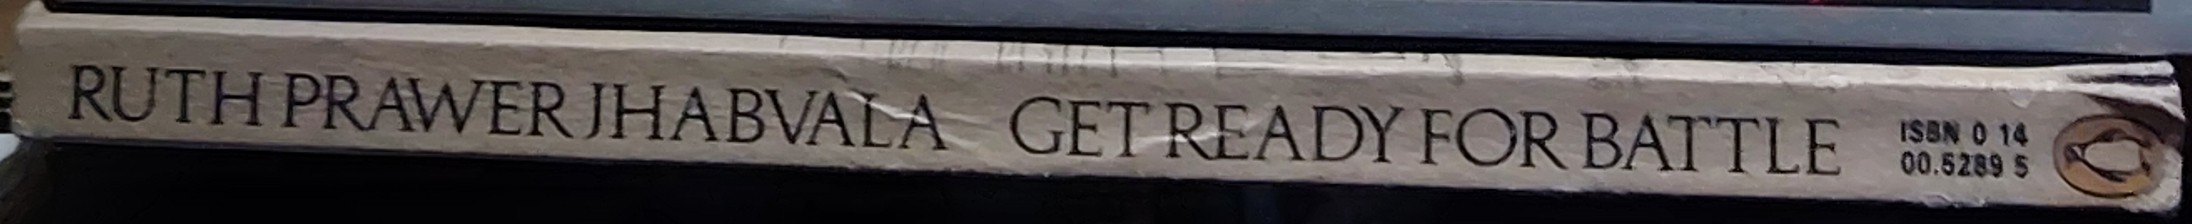 RUTH PRAWER JHABVALA GET READY FOR BATTLE
ISBN 0 14
00.5289 5